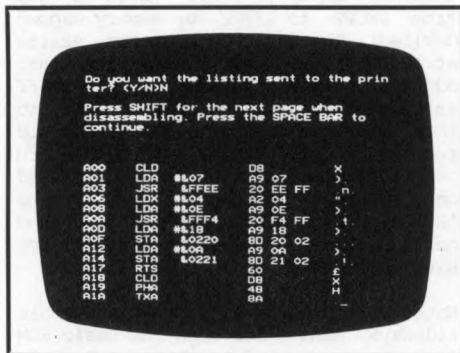 Do you want the listing sent to the prin
ter? (Y/N)N
Press SHIFT for the next page when
disassembling. Press the SPACE BAR to
continue.
A00 CLD D8 X
A01 LDA #&07 A9 07 ).
A03 JSR &FFEE 20 EE FF n.
A06 LDX #&04 A2 04 ".
A08 LDA #&0E A9 0E ).
A0A JSR &FFF4 20 F4 FF t.
A0D LDA #&18 A9 18 ).
A0F STA &0220 8D 20 02 . .
A12 LDA #&0A A9 0A ).
A14 STA &0221 8D 21 02 .!.
A17 RTS 60 £
A18 CLD D8 X
A19 PHA 48 H
A1A TXA 8A _